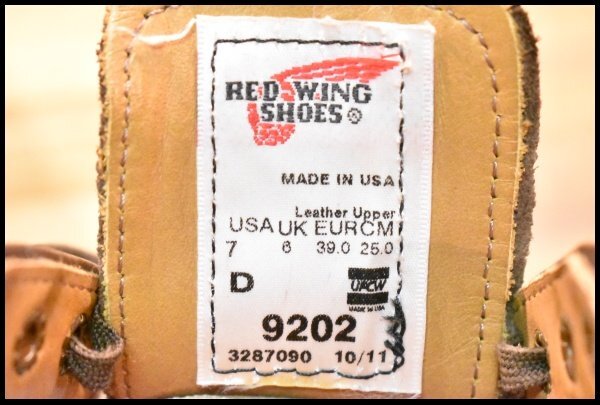 RED WING
SHOES®
MADE IN USA
Leather Upper
USA UK EUR CM
7 6 39.0 25.0
D
UFCW
MADE IN USA
9202
3287090 10/11